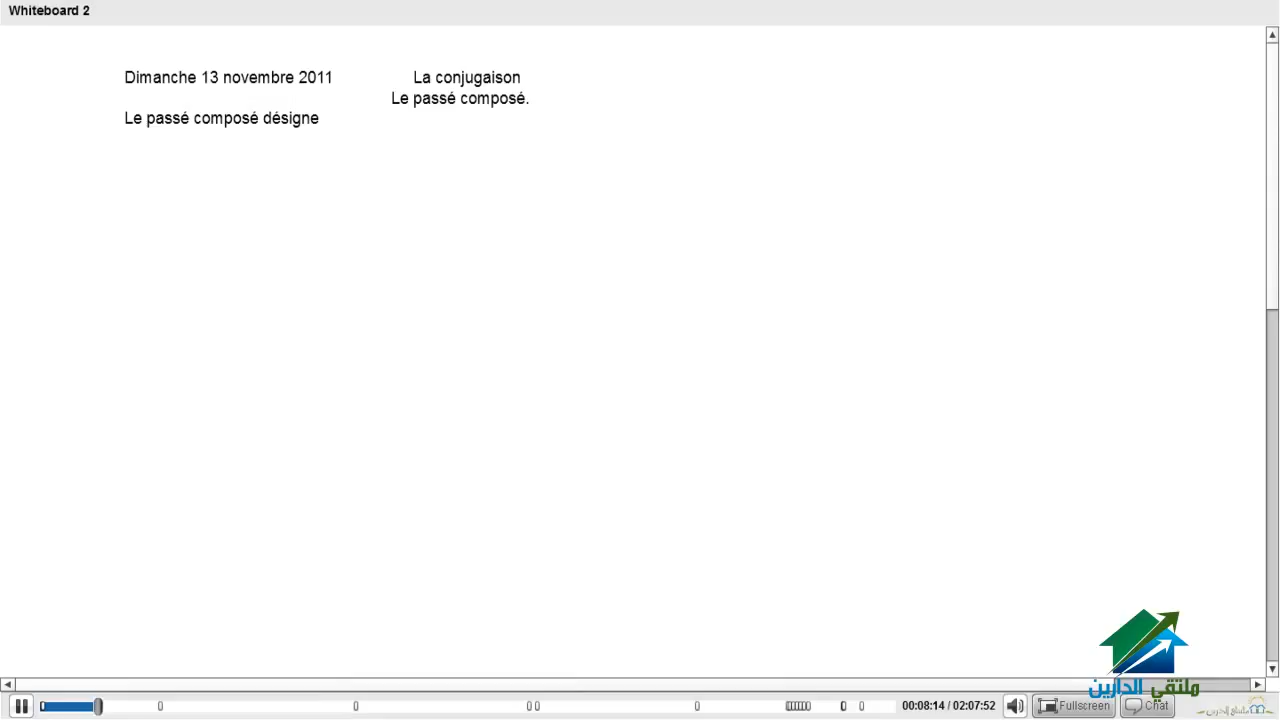 Whiteboard 2
Dimanche 13 novembre 2011 La conjugaison
Le passé composé.
Le passé composé désigne
ملتقي الدارين
00:08:14 / 02:07:52 Fullscreen Chat